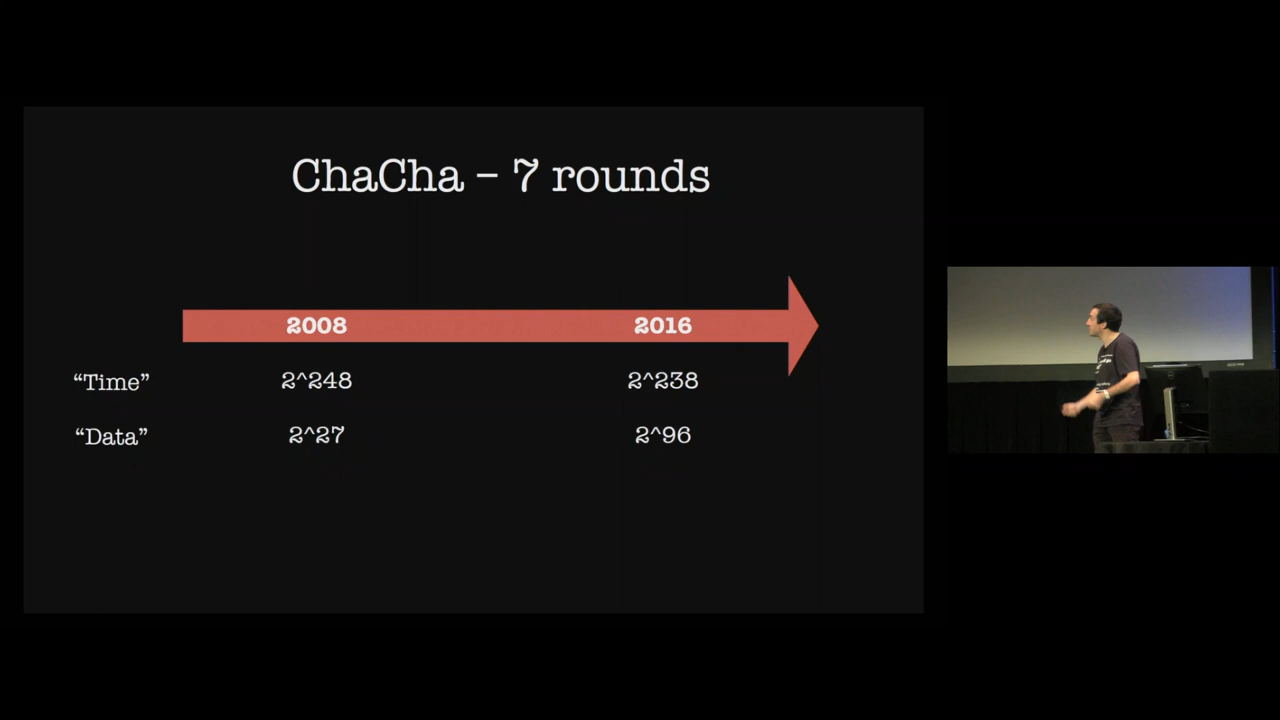 ChaCha – 7 rounds
2008 2016
“Time” 2^248 2^238
“Data” 2^27 2^96